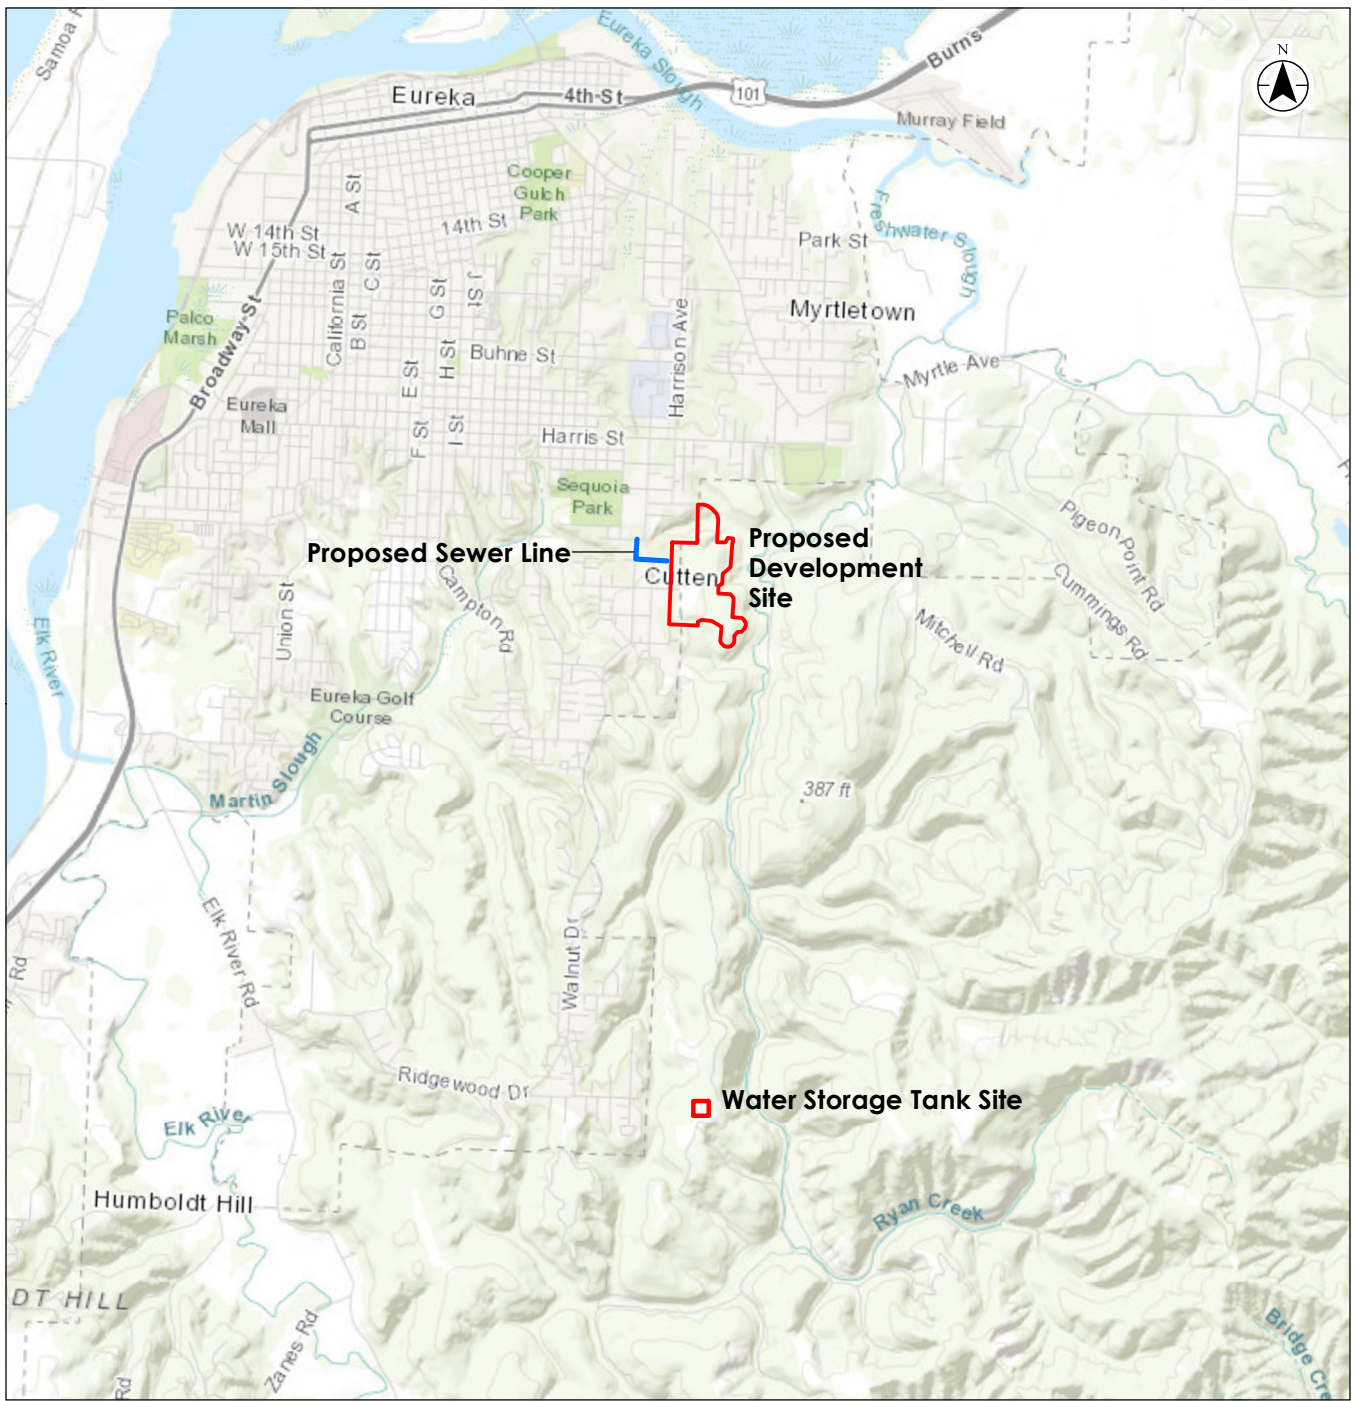 Samoa
Eureka Slough
Burns
N
Eureka
4th St
101
Murray Field
Cooper
Gulch
Park
A St
Freshwater Slough
W 14th St
14th St
Park St
W 15th St
C St
California St
G St
J St
Harrison Ave
Myrtletown
Palco
Marsh
Broadway St
B St
H St
Buhne St
E St
Myrtle Ave
Eureka
Mall
F St
I St
Harris St
Sequoia
Park
Pigeon Point Rd
Proposed Sewer Line
Proposed
Development
Site
Cutten
Campton Rd
Cummings Rd
Union St
Elk River
Mitchell Rd
Eureka Golf
Course
Martin Slough
387 ft
Elk River Rd
Walnut Dr
Rd
Ridgewood Dr
Water Storage Tank Site
Elk River
Humboldt Hill
Ryan Creek
DT HILL
Zanes Rd
Bridge Cre
Rd